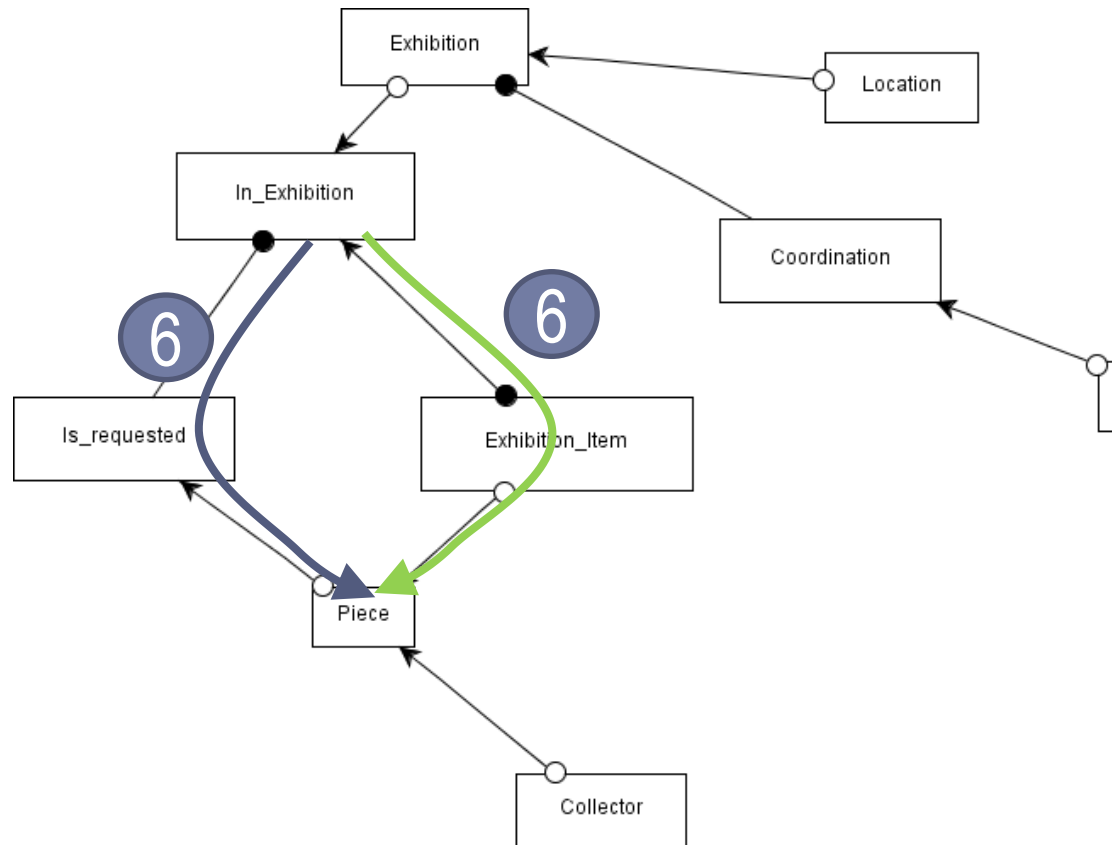 Exhibition
Location
In_Exhibition
Coordination
6
6
Is_requested
Exhibition_Item
Piece
Collector